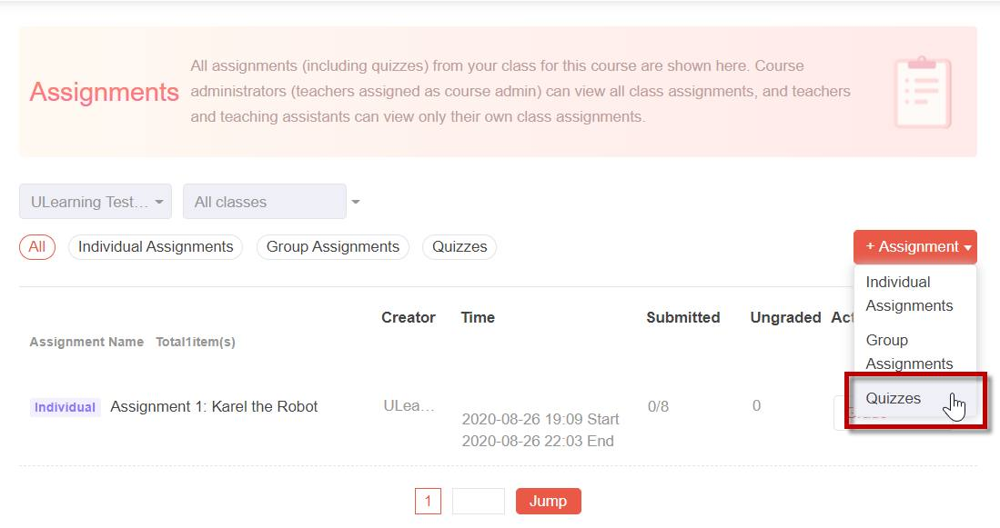 All assignments (including quizzes) from your class for this course are shown here. Course
Assignments administrators (teachers assigned as course admin) can view all class assignments, and teachers
and teaching assistants can view only their own class assignments.
ULearning Test... All classes
All Individual Assignments Group Assignments Quizzes + Assignment
Individual
Assignments
Group
Assignments
Quizzes
Creator Time Submitted Ungraded
Assignment Name Total1item(s)
Individual Assignment 1: Karel the Robot ULea... 0/8 0
2020-08-26 19:09 Start
2020-08-26 22:03 End
1 Jump